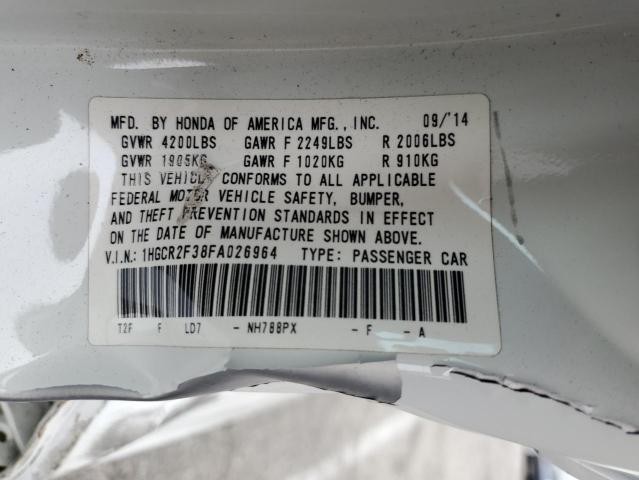 MFD. BY HONDA OF AMERICA MFG., INC. 09/'14
GVWR 4200LBS GAWR F 2249LBS R 2006LBS
GVWR 1905KG GAWR F 1020KG R 910KG
THIS VEHICLE CONFORMS TO ALL APPLICABLE
FEDERAL MOTOR VEHICLE SAFETY, BUMPER,
AND THEFT PREVENTION STANDARDS IN EFFECT
ON THE DATE OF MANUFACTURE SHOWN ABOVE.
V.I.N.: 1HGCR2F38FA026964 TYPE: PASSENGER CAR
T2F F LD7 - NH788PX - F - A